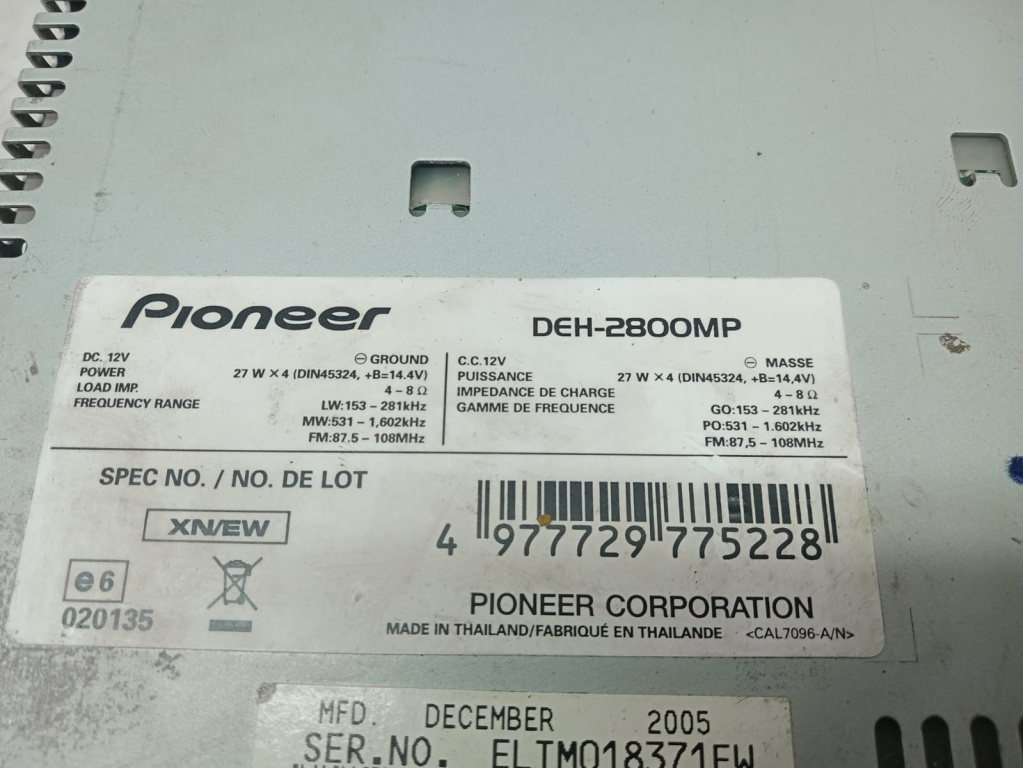 Pioneer
DEH-2800MP
DC. 12V ⊖ GROUND
POWER 27 W × 4 (DIN45324, +B=14.4V)
LOAD IMP. 4 – 8 Ω
FREQUENCY RANGE LW:153 – 281kHz
MW:531 – 1,602kHz
FM:87.5 – 108MHz
C.C.12V ⊖ MASSE
PUISSANCE 27 W × 4 (DIN45324, +B=14,4V)
IMPEDANCE DE CHARGE 4 – 8 Ω
GAMME DE FREQUENCE GO:153 – 281kHz
PO:531 – 1.602kHz
FM:87,5 – 108MHz
SPEC NO. / NO. DE LOT
XN/EW
e6
020135
4 977729 775228
PIONEER CORPORATION
MADE IN THAILAND/FABRIQUÉ EN THAILANDE <CAL7096-A/N>
MFD. DECEMBER 2005
SER.NO. ELTM018371EW